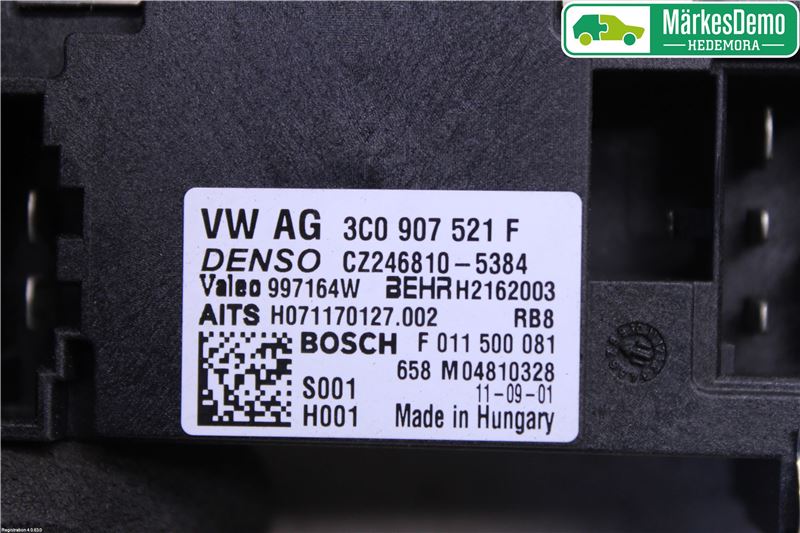 MärkesDemo
HEDEMORA
VW AG 3C0 907 521 F
DENSO CZ246810-5384
Valeo 997164W BEHR H2162003
AITS H071170127.002 RB8
BOSCH F 011 500 081
658 M04810328
S001 11-09-01
H001 Made in Hungary